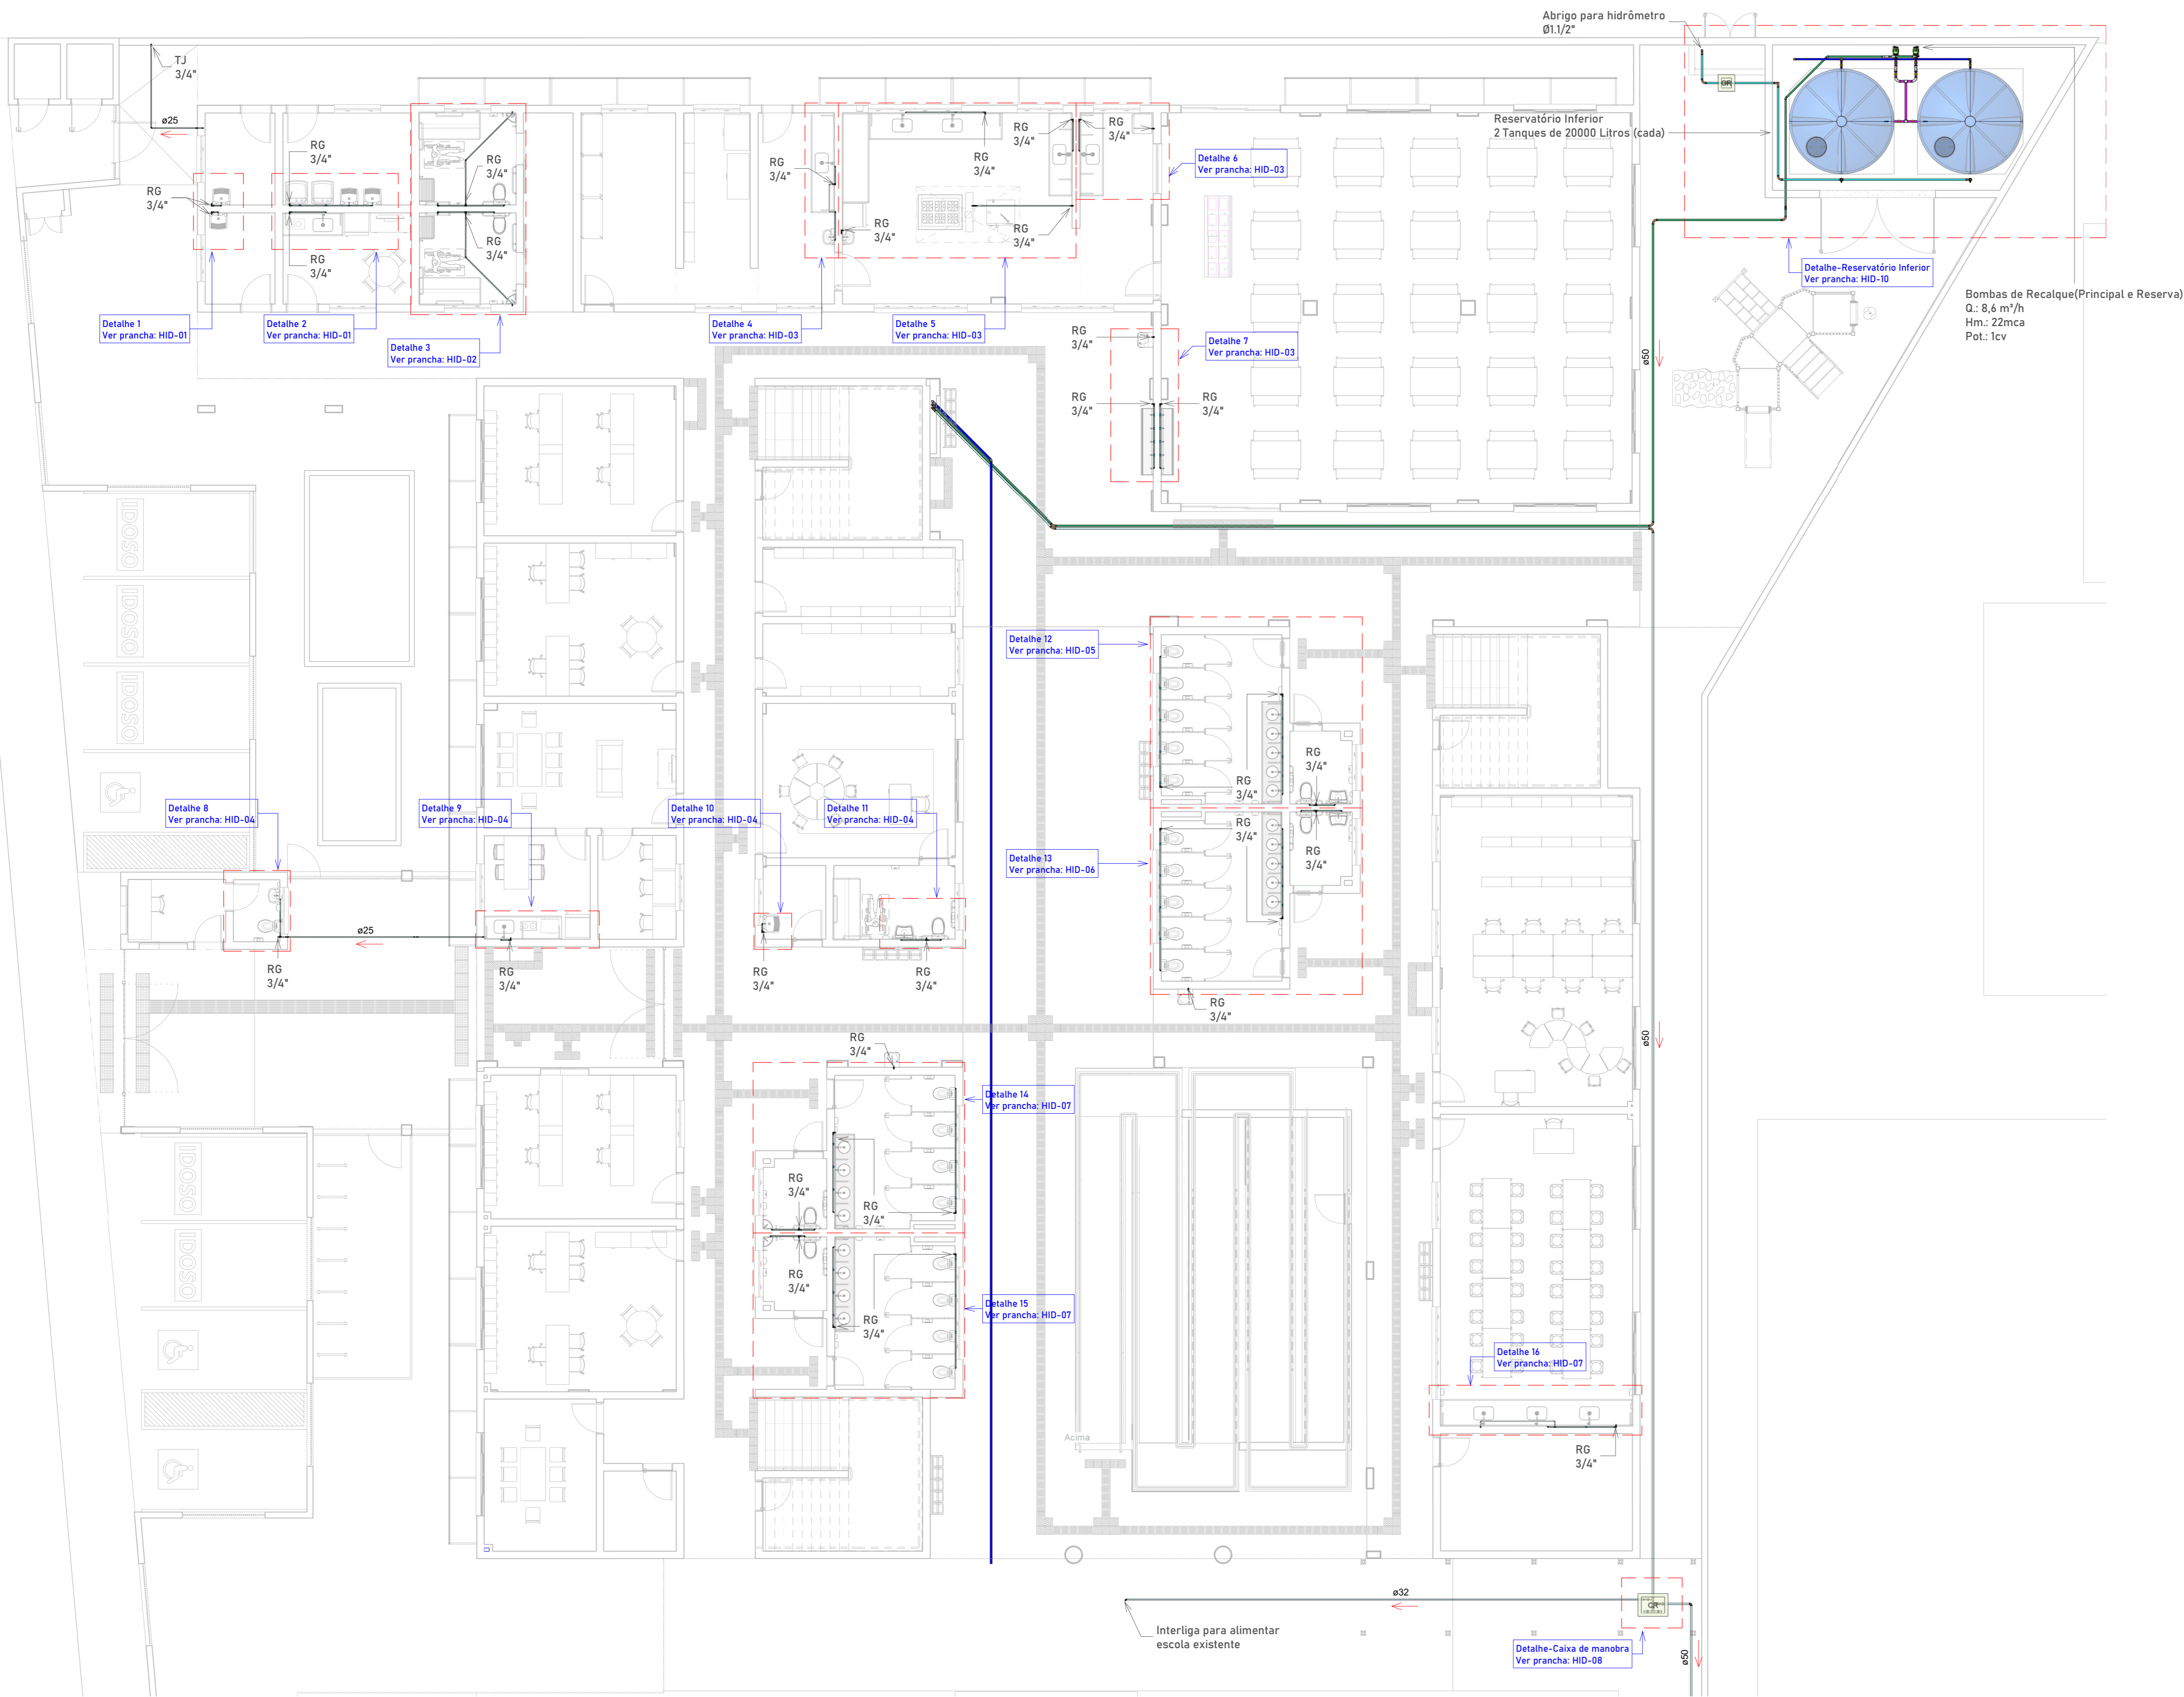 Abrigo para hidrômetro
Ø1.1/2"
TJ
3/4"
ø25
CR
Reservatório Inferior
2 Tanques de 20000 Litros (cada)
RG
3/4"
RG
3/4"
RG
3/4"
RG
3/4"
RG
3/4"
RG
3/4"
RG
3/4"
RG
3/4"
RG
3/4"
RG
3/4"
RG
3/4"
RG
3/4"
Detalhe 6
Ver prancha: HID-03
Detalhe-Reservatório Inferior
Ver prancha: HID-10
Bombas de Recalque(Principal e Reserva)
Q.: 8,6 m³/h
Hm.: 22mca
Pot.: 1cv
Detalhe 1
Ver prancha: HID-01
Detalhe 2
Ver prancha: HID-01
Detalhe 3
Ver prancha: HID-02
Detalhe 4
Ver prancha: HID-03
Detalhe 5
Ver prancha: HID-03
RG
3/4"
Detalhe 7
Ver prancha: HID-03
ø50
RG
3/4"
RG
3/4"
IDOSO
IDOSO
IDOSO
Detalhe 12
Ver prancha: HID-05
RG
3/4"
RG
3/4"
Detalhe 8
Ver prancha: HID-04
Detalhe 9
Ver prancha: HID-04
Detalhe 10
Ver prancha: HID-04
Detalhe 11
Ver prancha: HID-04
RG
3/4"
RG
3/4"
Detalhe 13
Ver prancha: HID-06
ø25
RG
3/4"
RG
3/4"
RG
3/4"
RG
3/4"
RG
3/4"
RG
3/4"
ø50
Detalhe 14
Ver prancha: HID-07
IDOSO
IDOSO
RG
3/4"
RG
3/4"
RG
3/4"
RG
3/4"
Detalhe 15
Ver prancha: HID-07
Detalhe 16
Ver prancha: HID-07
Acima
RG
3/4"
ø32
CR
Interliga para alimentar
escola existente
Detalhe-Caixa de manobra
Ver prancha: HID-08
ø50